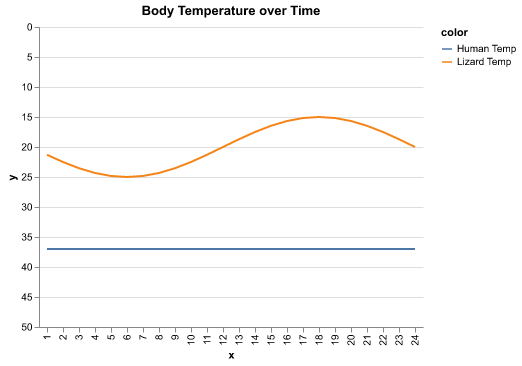 Body Temperature over Time
color
Human Temp
Lizard Temp
y
0
5
10
15
20
25
30
35
40
45
50
1 2 3 4 5 6 7 8 9 10 11 12 13 14 15 16 17 18 19 20 21 22 23 24
x